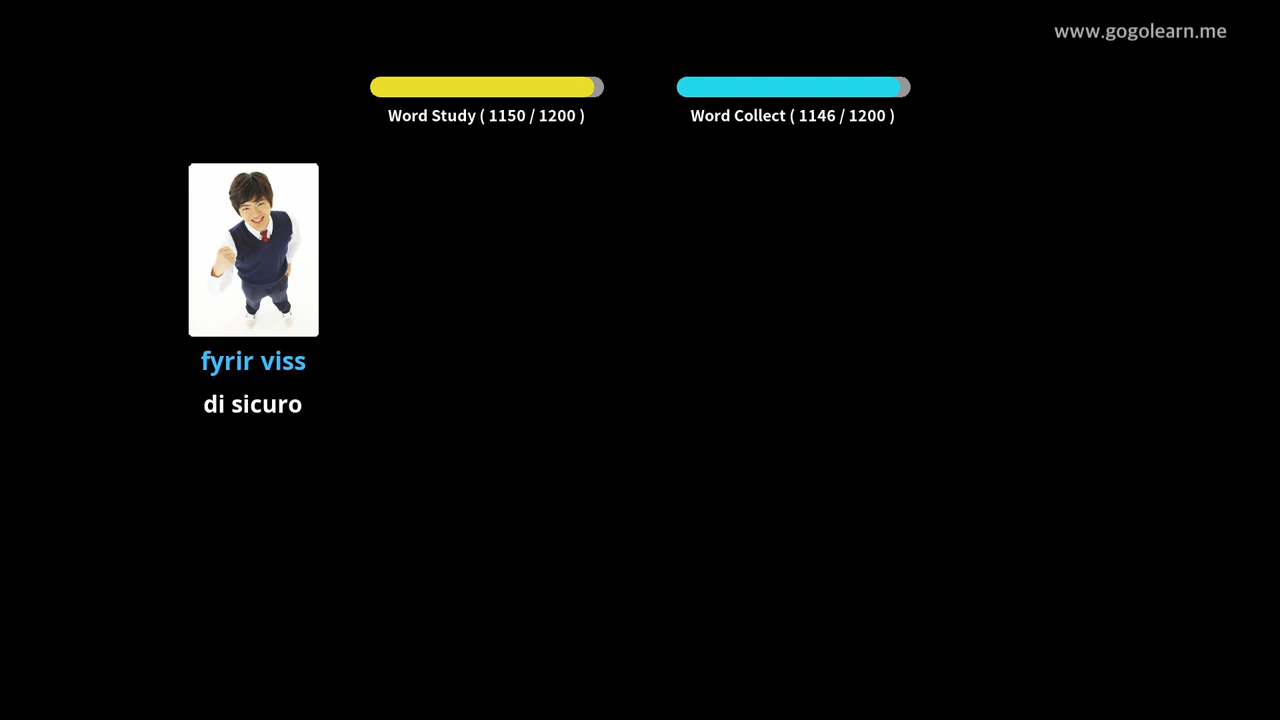 www.gogolearn.me
Word Study ( 1150 / 1200 )
Word Collect ( 1146 / 1200 )
fyrir viss
di sicuro